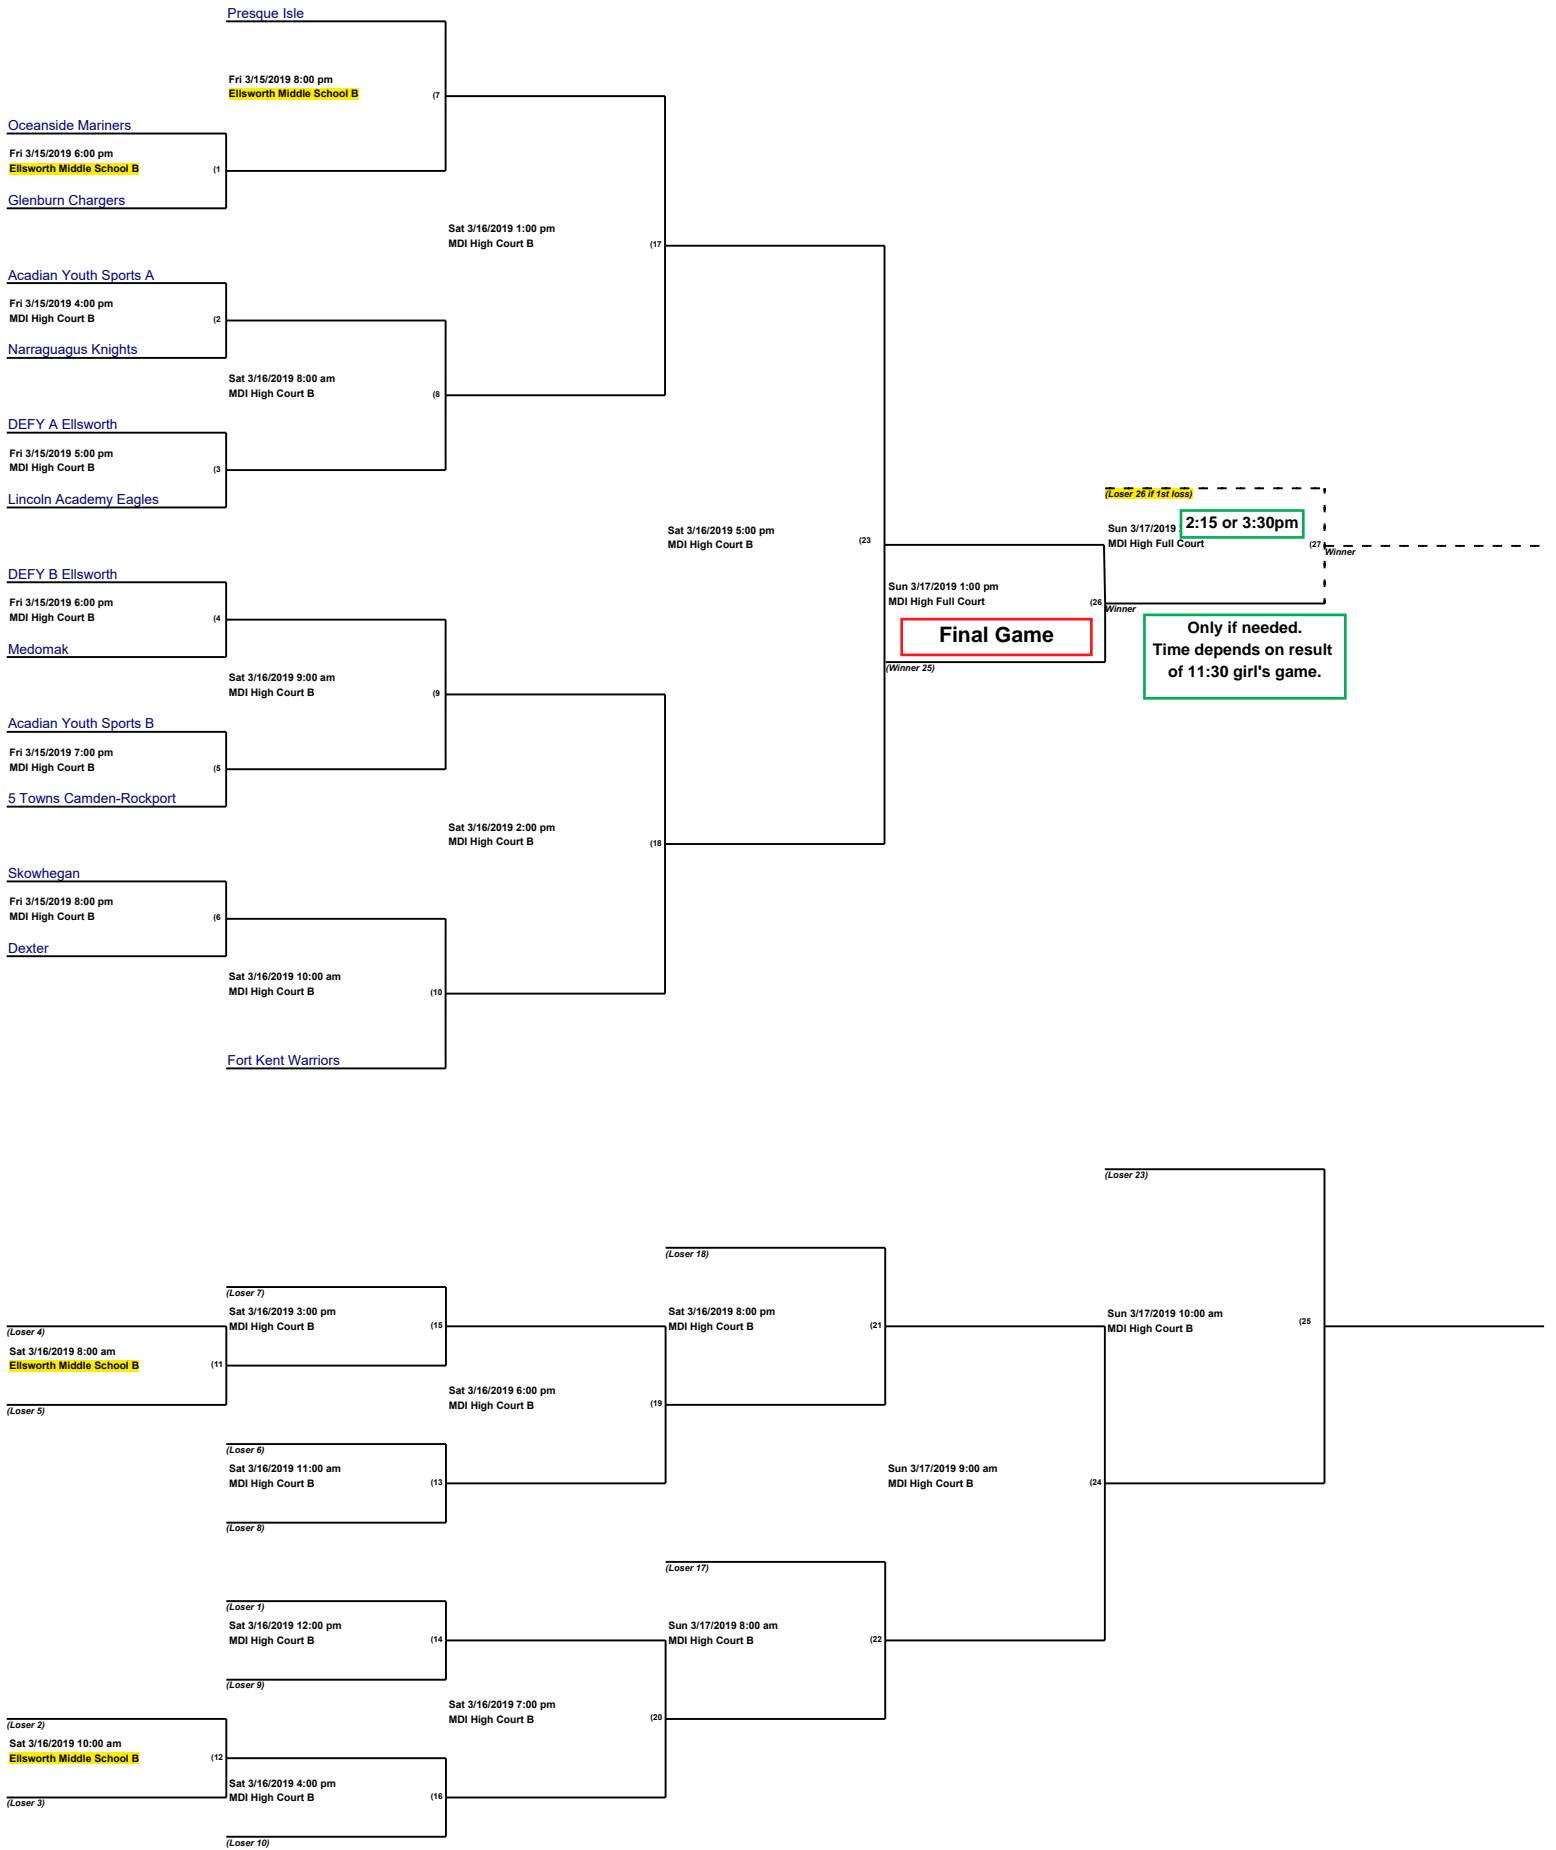 Presque Isle
Fri 3/15/2019 8:00 pm
Ellsworth Middle School B
(7
Oceanside Mariners
Fri 3/15/2019 6:00 pm
Ellsworth Middle School B
(1
Glenburn Chargers
Sat 3/16/2019 1:00 pm
MDI High Court B
(17
Acadian Youth Sports A
Fri 3/15/2019 4:00 pm
MDI High Court B
(2
Narraguagus Knights
Sat 3/16/2019 8:00 am
MDI High Court B
(8
DEFY A Ellsworth
Fri 3/15/2019 5:00 pm
MDI High Court B
(3
Lincoln Academy Eagles
(Loser 26 if 1st loss)
Sun 3/17/2019
2:15 or 3:30pm
MDI High Full Court
(27
Winner
Sat 3/16/2019 5:00 pm
MDI High Court B
(23
DEFY B Ellsworth
Fri 3/15/2019 6:00 pm
MDI High Court B
(4
Medomak
Sun 3/17/2019 1:00 pm
MDI High Full Court
(26
Winner
Final Game
Only if needed.
Time depends on result
of 11:30 girl's game.
(Winner 25)
Sat 3/16/2019 9:00 am
MDI High Court B
(9
Acadian Youth Sports B
Fri 3/15/2019 7:00 pm
MDI High Court B
(5
5 Towns Camden-Rockport
Sat 3/16/2019 2:00 pm
MDI High Court B
(18
Skowhegan
Fri 3/15/2019 8:00 pm
MDI High Court B
(6
Dexter
Sat 3/16/2019 10:00 am
MDI High Court B
(10
Fort Kent Warriors
(Loser 23)
(Loser 18)
(Loser 7)
Sat 3/16/2019 3:00 pm
MDI High Court B
(15
Sat 3/16/2019 8:00 pm
MDI High Court B
(21
Sun 3/17/2019 10:00 am
MDI High Court B
(25
(Loser 4)
Sat 3/16/2019 8:00 am
Ellsworth Middle School B
(11
(Loser 5)
Sat 3/16/2019 6:00 pm
MDI High Court B
(19
(Loser 6)
Sat 3/16/2019 11:00 am
MDI High Court B
(13
(Loser 8)
Sun 3/17/2019 9:00 am
MDI High Court B
(24
(Loser 17)
(Loser 1)
Sat 3/16/2019 12:00 pm
MDI High Court B
(14
(Loser 9)
Sun 3/17/2019 8:00 am
MDI High Court B
(22
Sat 3/16/2019 7:00 pm
MDI High Court B
(20
(Loser 2)
Sat 3/16/2019 10:00 am
Ellsworth Middle School B
(12
(Loser 3)
Sat 3/16/2019 4:00 pm
MDI High Court B
(16
(Loser 10)